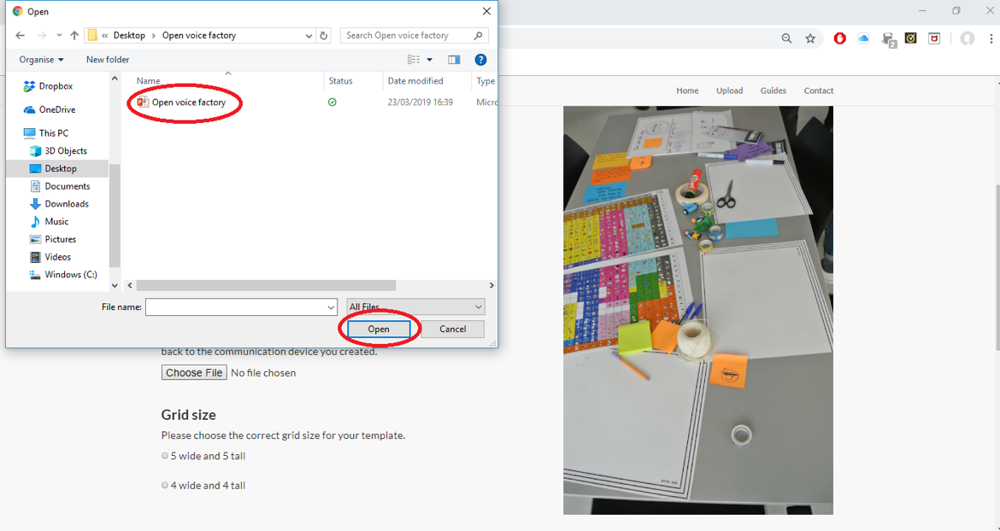 Open
« Desktop › Open voice factory
Search Open voice factory
Organise
New folder
Name
Status
Date modified
Type
Dropbox
OneDrive
This PC
3D Objects
Desktop
Documents
Downloads
Music
Pictures
Videos
Windows (C:)
Open voice factory
23/03/2019 16:39
Micro
File name:
All Files
Open
Cancel
2
Home
Upload
Guides
Contact
back to the communication device you created.
Choose File No file chosen
Grid size
Please choose the correct grid size for your template.
5 wide and 5 tall
4 wide and 4 tall